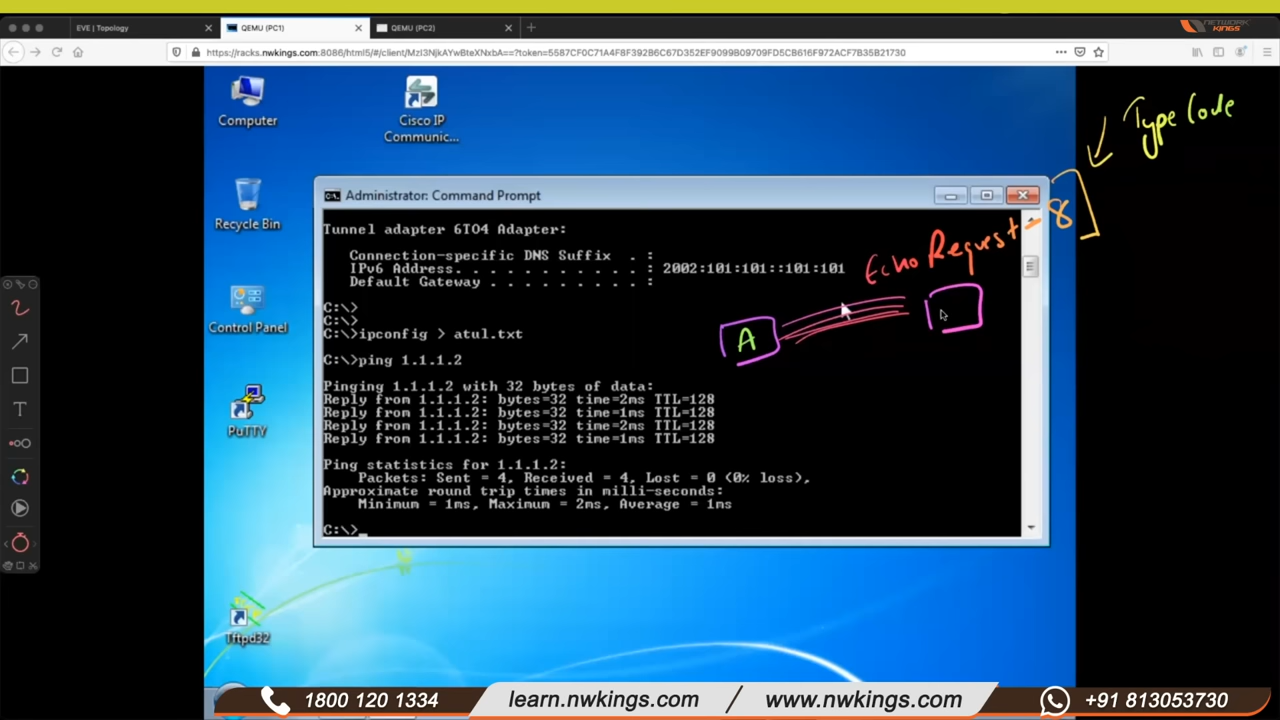 EVE | Topology
QEMU (PC1)
QEMU (PC2)
NETWORK
KINGS
https://racks.nwkings.com:8086/html5/#/client/MzI3NjkAYwBteXNxbA==?token=5587CF0C71A4F8F392B6C67D352EF9099B09709FD5CB616F972ACF7B35B21730
Computer
Cisco IP
Communic...
Type Code
Recycle Bin
Administrator: Command Prompt
Echo Request - 8
Tunnel adapter 6TO4 Adapter:
Connection-specific DNS Suffix . :
IPv6 Address. . . . . . . . . . . : 2002:101:101::101:101
Default Gateway . . . . . . . . . :
C:\>
C:\>
C:\>ipconfig > atul.txt
A
C:\>ping 1.1.1.2
Pinging 1.1.1.2 with 32 bytes of data:
Reply from 1.1.1.2: bytes=32 time=2ms TTL=128
Reply from 1.1.1.2: bytes=32 time=1ms TTL=128
Reply from 1.1.1.2: bytes=32 time=2ms TTL=128
Reply from 1.1.1.2: bytes=32 time=1ms TTL=128
Ping statistics for 1.1.1.2:
Packets: Sent = 4, Received = 4, Lost = 0 (0% loss),
Approximate round trip times in milli-seconds:
Minimum = 1ms, Maximum = 2ms, Average = 1ms
C:\>_
Control Panel
PuTTY
Tftpd32
T
1800 120 1334
learn.nwkings.com / www.nwkings.com
+91 813053730